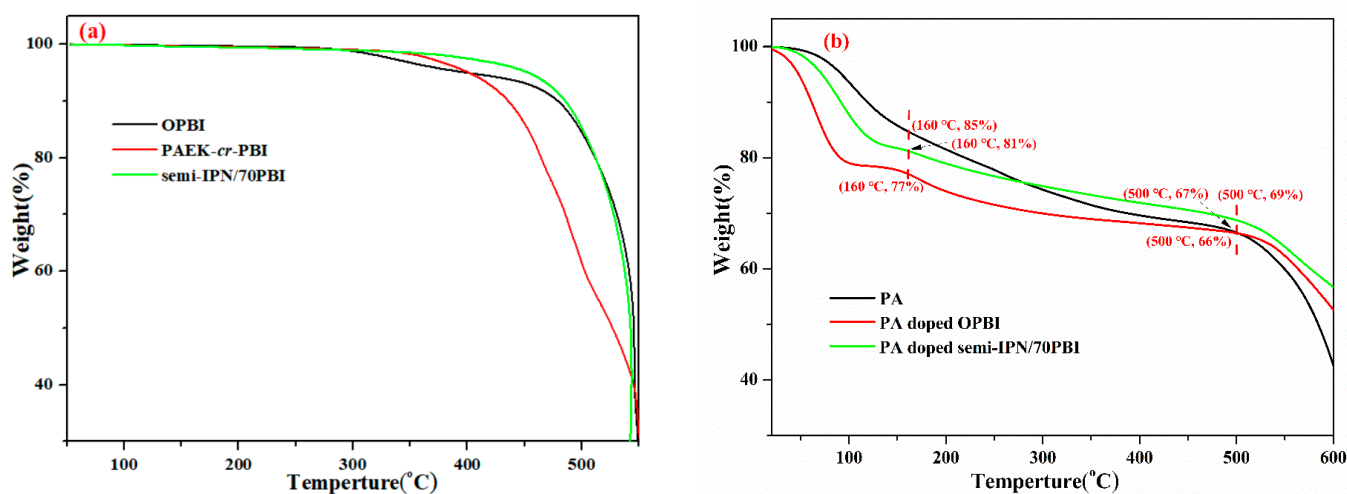 (a)
100
80
60
40
Weight(%)
OPBI
PAEK-cr-PBI
semi-IPN/70PBI
100
200
300
400
500
Temperture(°C)
(b)
100
80
60
40
Weight(%)
(160 °C, 85%)
(160 °C, 81%)
(160 °C, 77%)
(500 °C, 67%)
(500 °C, 69%)
(500 °C, 66%)
PA
PA doped OPBI
PA doped semi-IPN/70PBI
100
200
300
400
500
600
Temperture(°C)